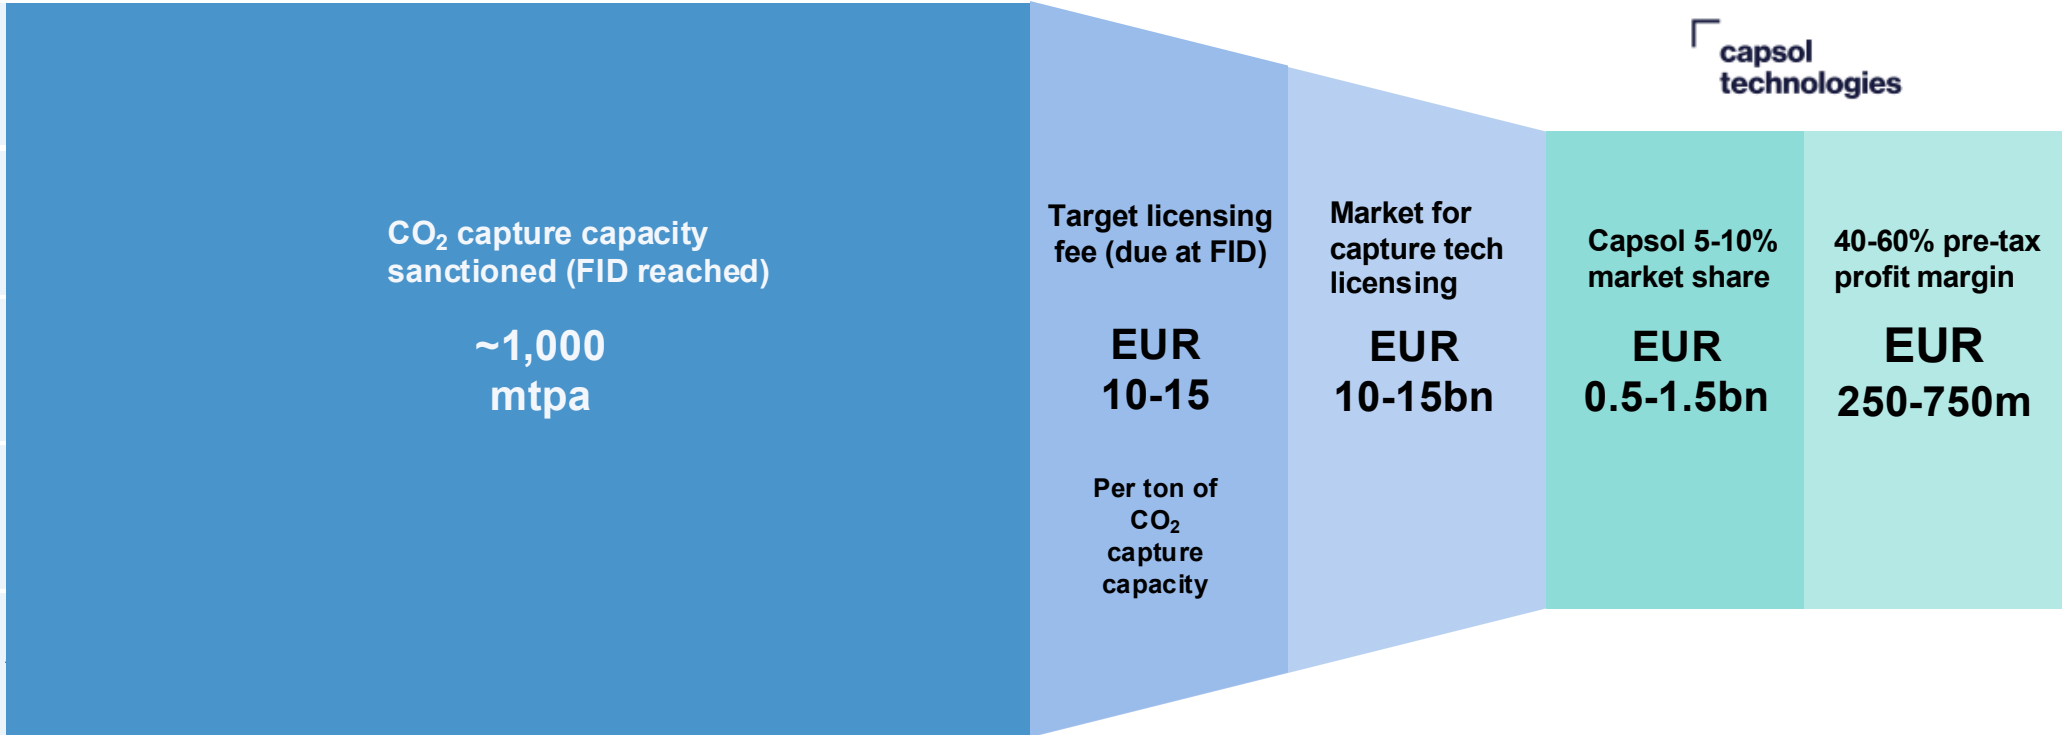 capsol
technologies
CO₂ capture capacity
sanctioned (FID reached)
~1,000
mtpa
Target licensing
fee (due at FID)
EUR
10-15
Per ton of
CO₂
capture
capacity
Market for
capture tech
licensing
EUR
10-15bn
Capsol 5-10%
market share
EUR
0.5-1.5bn
40-60% pre-tax
profit margin
EUR
250-750m